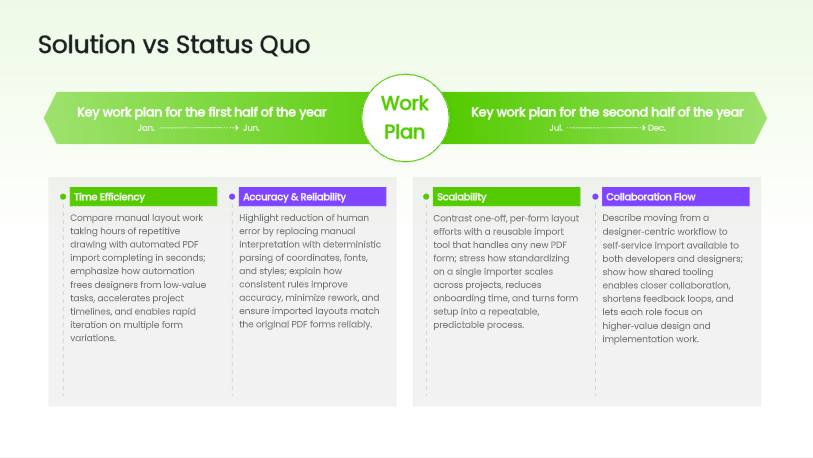 Solution vs Status Quo
Key work plan for the first half of the year
Jan.
Jun.
Work
Plan
Key work plan for the second half of the year
Jul.
Dec.
Time Efficiency
Compare manual layout work
taking hours of repetitive
drawing with automated PDF
import completing in seconds;
emphasize how automation
frees designers from low-value
tasks, accelerates project
timelines, and enables rapid
iteration on multiple form
variations.
Accuracy & Reliability
Highlight reduction of human
error by replacing manual
interpretation with deterministic
parsing of coordinates, fonts,
and styles; explain how
consistent rules improve
accuracy, minimize rework, and
ensure imported layouts match
the original PDF forms reliably.
Scalability
Contrast one-off, per-form layout
efforts with a reusable import
tool that handles any new PDF
form; stress how standardizing
on a single importer scales
across projects, reduces
onboarding time, and turns form
setup into a repeatable,
predictable process.
Collaboration Flow
Describe moving from a
designer-centric workflow to
self-service import available to
both developers and designers;
show how shared tooling
enables closer collaboration,
shortens feedback loops, and
lets each role focus on
higher-value design and
implementation work.